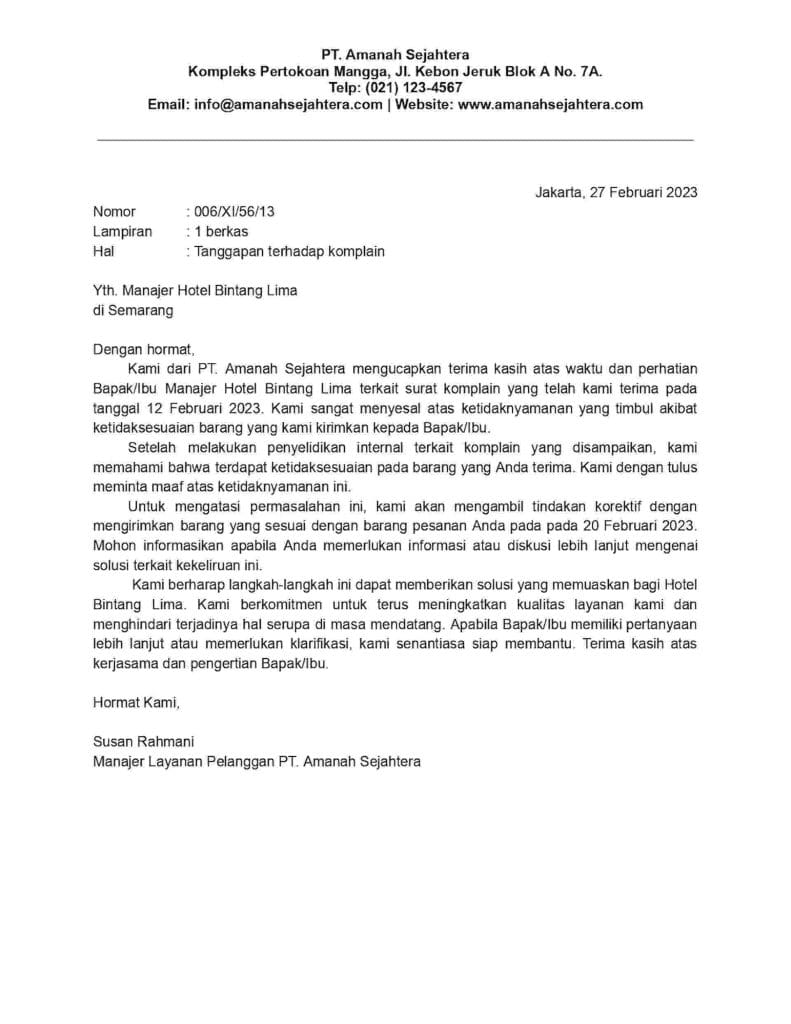 PT. Amanah Sejahtera
Kompleks Pertokoan Mangga, Jl. Kebon Jeruk Blok A No. 7A.
Telp: (021) 123-4567
Email: info@amanahsejahtera.com | Website: www.amanahsejahtera.com
Jakarta, 27 Februari 2023
Nomor : 006/XI/56/13
Lampiran : 1 berkas
Hal : Tanggapan terhadap komplain
Yth. Manajer Hotel Bintang Lima
di Semarang
Dengan hormat,
Kami dari PT. Amanah Sejahtera mengucapkan terima kasih atas waktu dan perhatian
Bapak/Ibu Manajer Hotel Bintang Lima terkait surat komplain yang telah kami terima pada
tanggal 12 Februari 2023. Kami sangat menyesal atas ketidaknyamanan yang timbul akibat
ketidaksesuaian barang yang kami kirimkan kepada Bapak/Ibu.
Setelah melakukan penyelidikan internal terkait komplain yang disampaikan, kami
memahami bahwa terdapat ketidaksesuaian pada barang yang Anda terima. Kami dengan tulus
meminta maaf atas ketidaknyamanan ini.
Untuk mengatasi permasalahan ini, kami akan mengambil tindakan korektif dengan
mengirimkan barang yang sesuai dengan barang pesanan Anda pada pada 20 Februari 2023.
Mohon informasikan apabila Anda memerlukan informasi atau diskusi lebih lanjut mengenai
solusi terkait kekeliruan ini.
Kami berharap langkah-langkah ini dapat memberikan solusi yang memuaskan bagi Hotel
Bintang Lima. Kami berkomitmen untuk terus meningkatkan kualitas layanan kami dan
menghindari terjadinya hal serupa di masa mendatang. Apabila Bapak/Ibu memiliki pertanyaan
lebih lanjut atau memerlukan klarifikasi, kami senantiasa siap membantu. Terima kasih atas
kerjasama dan pengertian Bapak/Ibu.
Hormat Kami,
Susan Rahmani
Manajer Layanan Pelanggan PT. Amanah Sejahtera